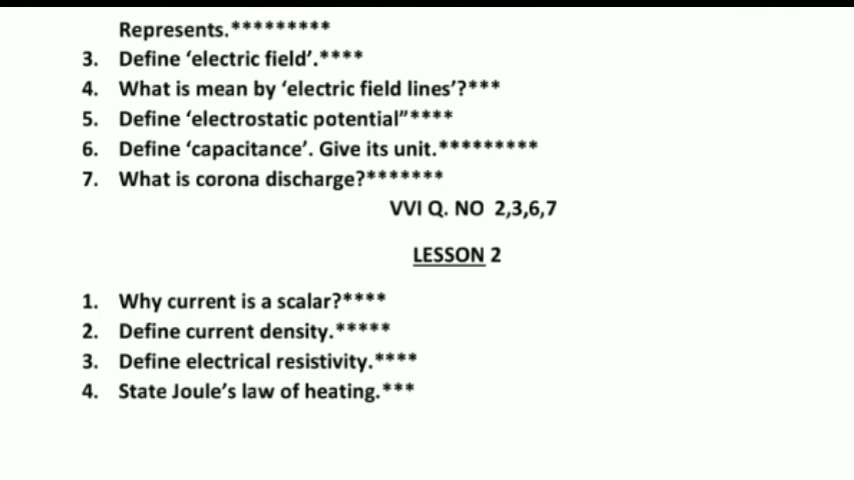 Represents.*********
3. Define ‘electric field’.****
4. What is mean by ‘electric field lines’?***
5. Define ‘electrostatic potential”****
6. Define ‘capacitance’. Give its unit.*********
7. What is corona discharge?*******
VVI Q. NO 2,3,6,7
LESSON 2
1. Why current is a scalar?****
2. Define current density.*****
3. Define electrical resistivity.****
4. State Joule’s law of heating.***